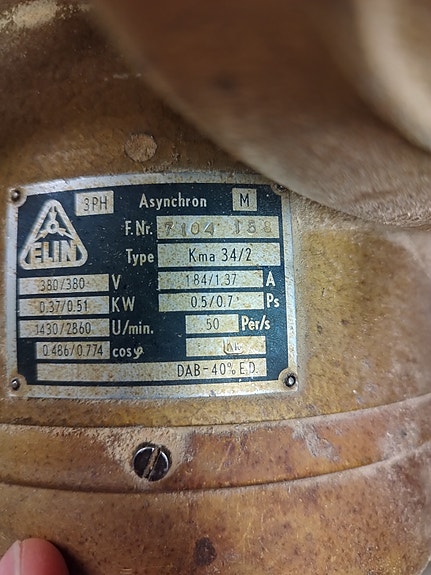 3PH Asynchron M
ELIN
F.Nr. 7104 158
Type Kma 34/2
380/380 V 1.84/1.37 A
0.37/0.51 KW 0.5/0.7 Ps
1430/2860 U/min. 50 Per/s
0.486/0.774 cosφ
DAB-40% E.D.